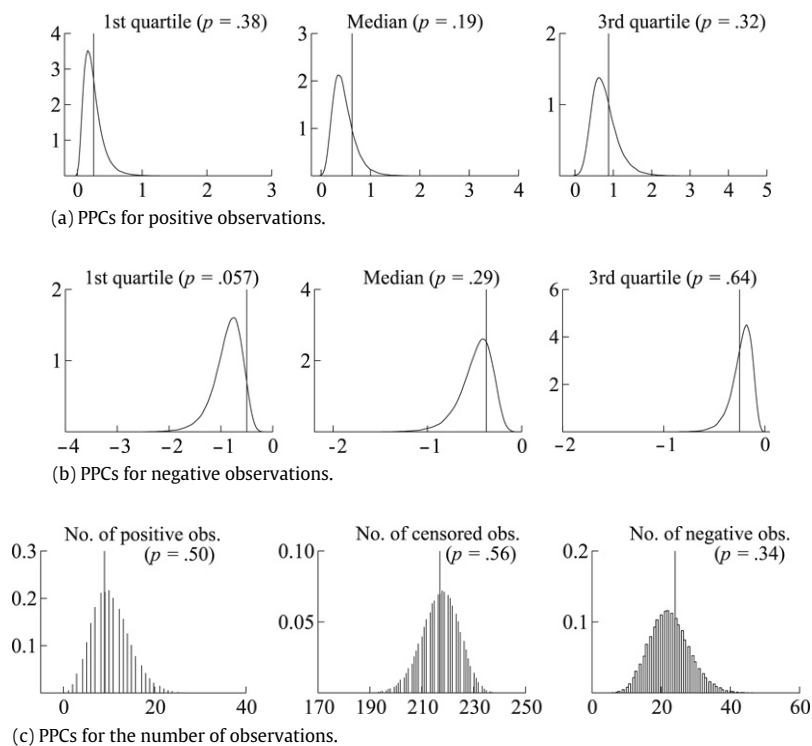 1st quartile (p = .38) Median (p = .19) 3rd quartile (p = .32)
4 3 2
3
2 1
2
1 1
0 1 2 3 0 1 2 3 4 0 1 2 3 4 5
(a) PPCs for positive observations.
1st quartile (p = .057) Median (p = .29) 3rd quartile (p = .64)
2 4 6
4
1 2
2
−4 −3 −2 −1 0 −2 −1 0 −2 −1 0
(b) PPCs for negative observations.
No. of positive obs. No. of censored obs. No. of negative obs.
(p = .50) (p = .56) (p = .34)
0.3 0.10 0.2
0.2
0.05 0.1
0.1
0 20 40 170 190 210 230 250 0 20 40 60
(c) PPCs for the number of observations.